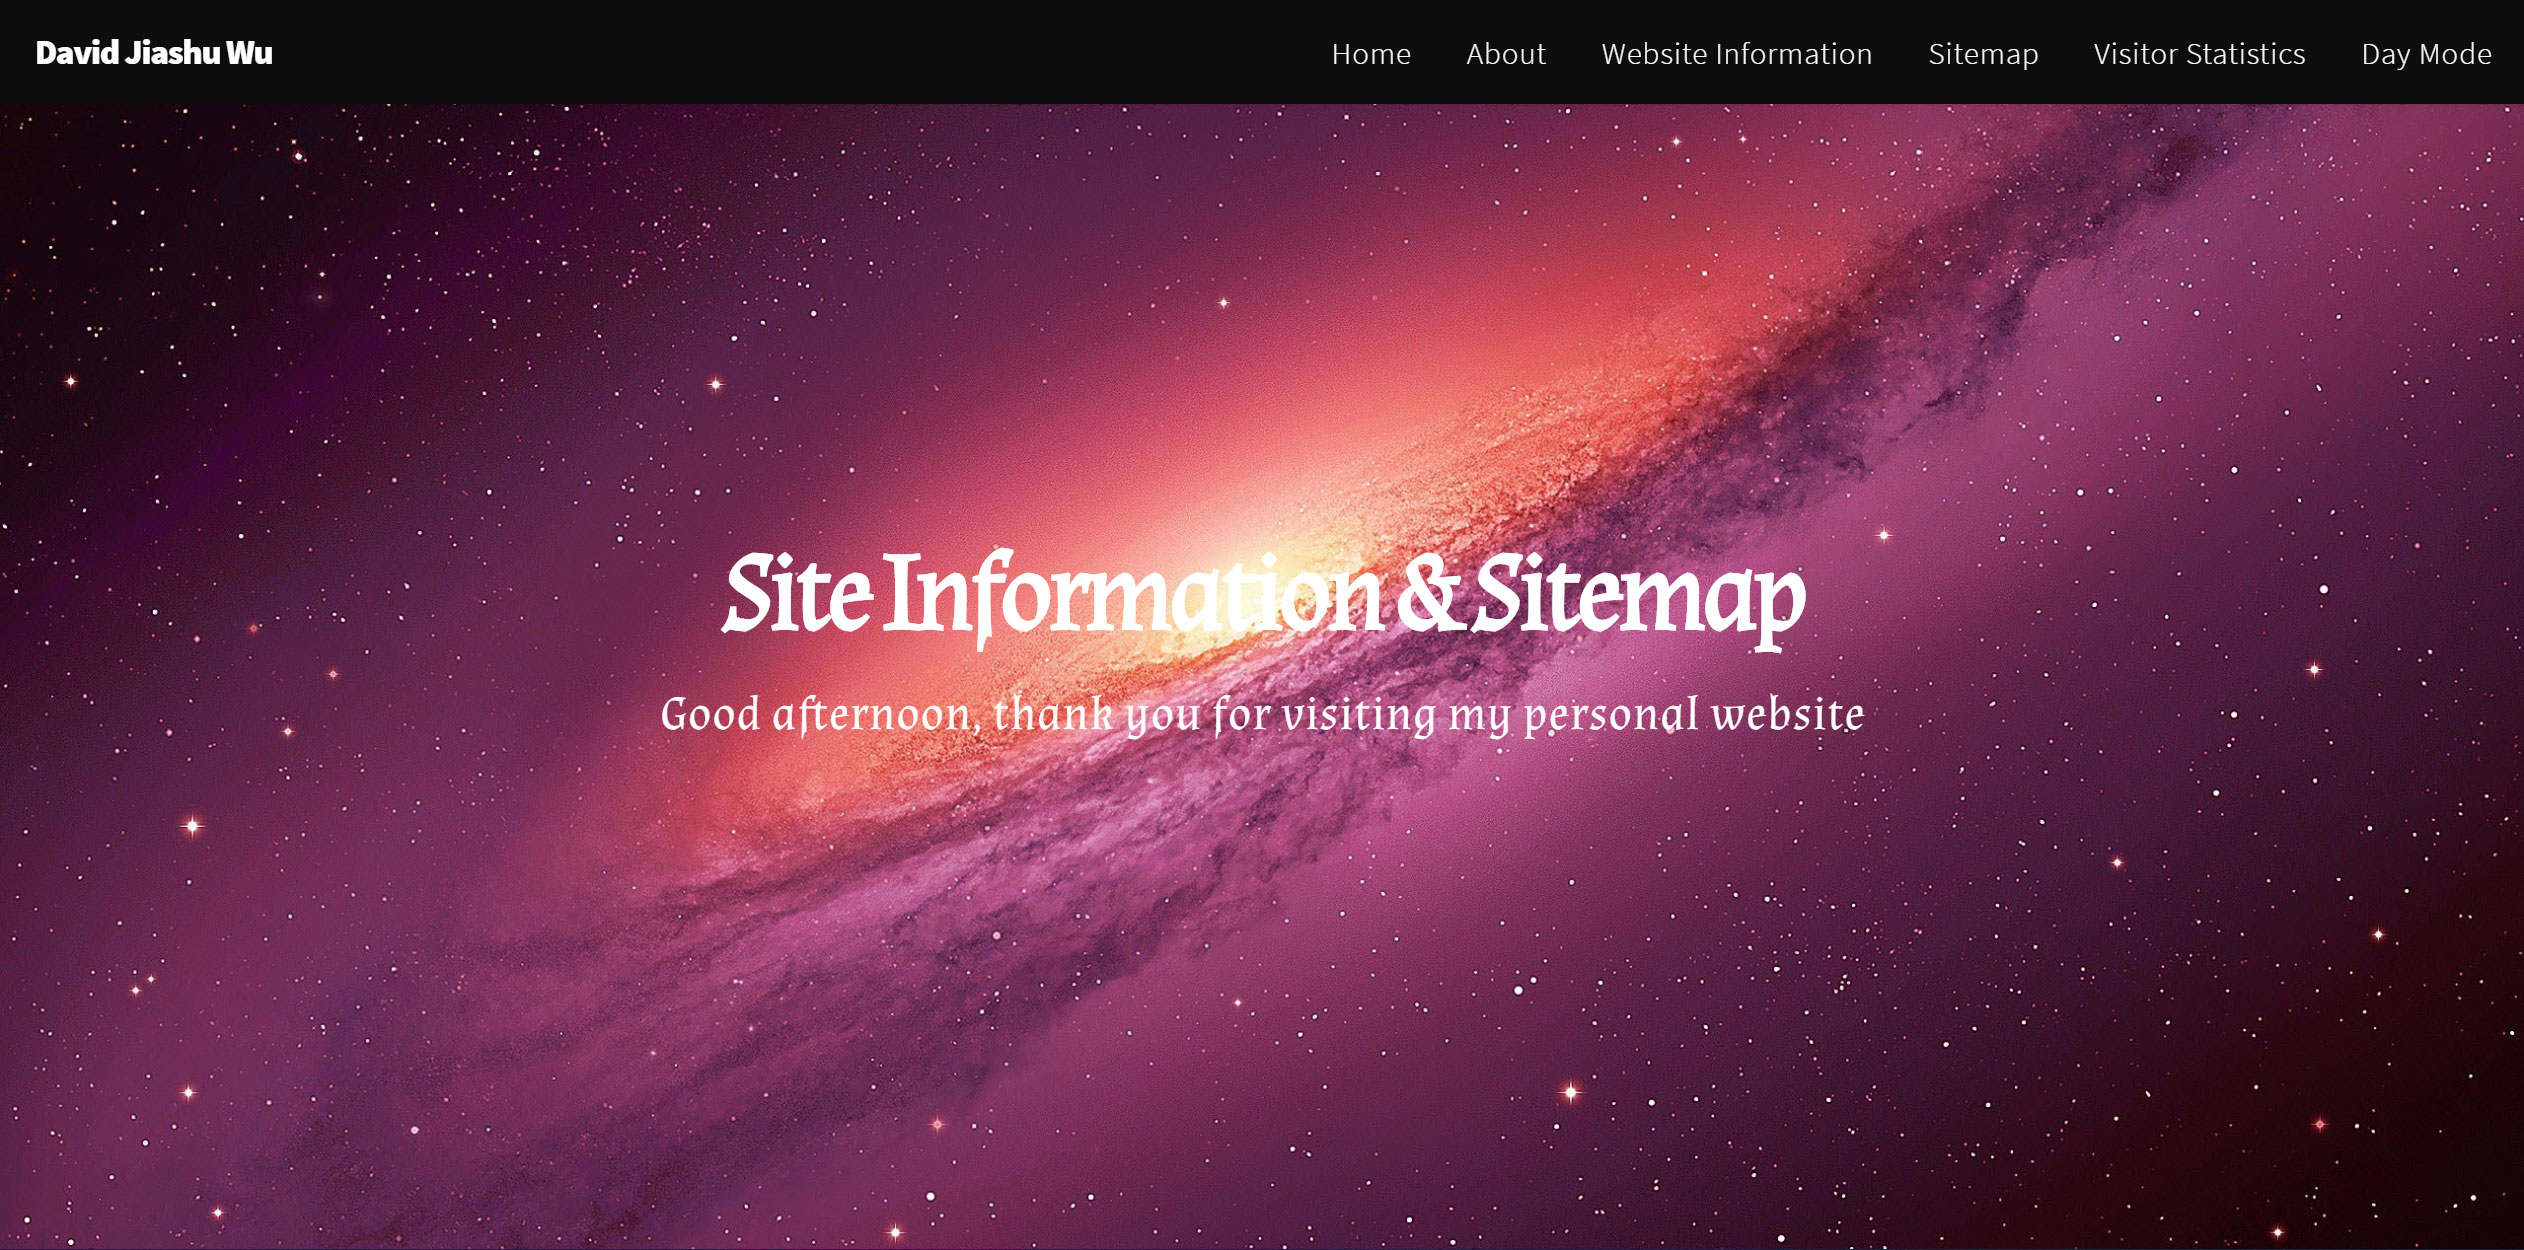 David Jiashu Wu
Home About Website Information Sitemap Visitor Statistics Day Mode
Site Information & Sitemap
Good afternoon, thank you for visiting my personal website